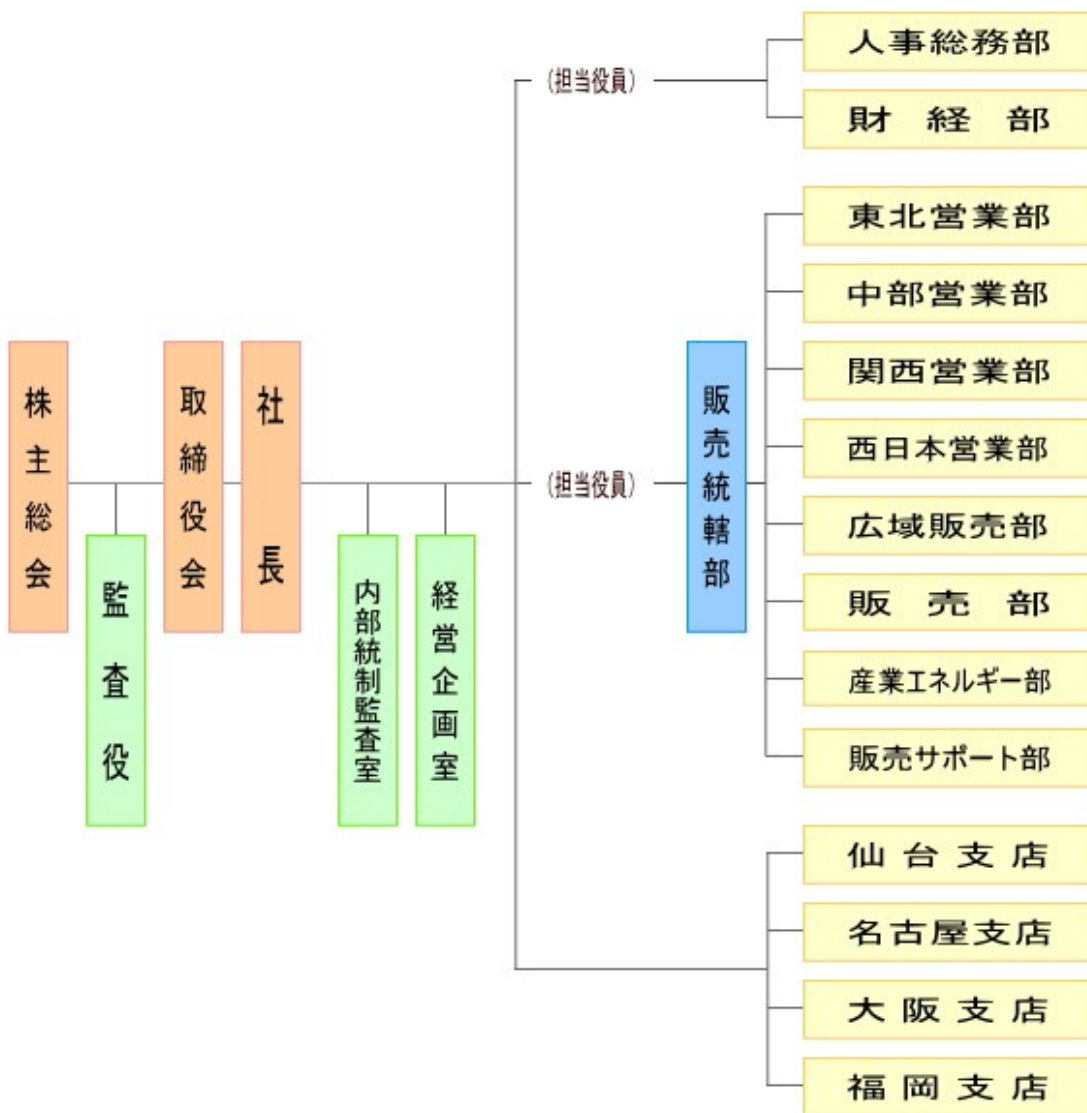 株主総会
監査役
取締役会
社長
内部統制監査室
経営企画室
(担当役員)
人事総務部
財経部
(担当役員)
販売統轄部
東北営業部
中部営業部
関西営業部
西日本営業部
広域販売部
販売部
産業エネルギー部
販売サポート部
仙台支店
名古屋支店
大阪支店
福岡支店